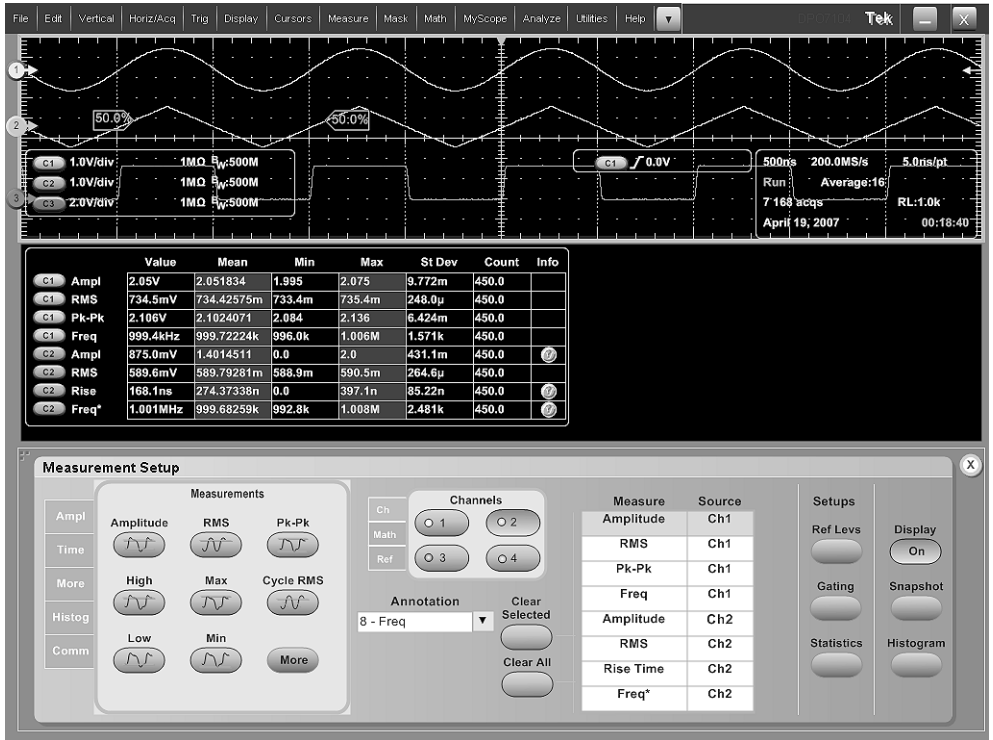 File Edit Vertical Horiz/Acq Trig Display Cursors Measure Mask Math MyScope Analyze Utilities Help Tek X
1
2
50.0%
50.0%
3
C1 1.0V/div 1MΩ BW:500M
C2 1.0V/div 1MΩ BW:500M
C3 2.0V/div 1MΩ BW:500M
C1 0.0V
500ns 200.0MS/s 5.0ns/pt
Run Average:16
7 168 acqs RL:1.0k
April 19, 2007 00:18:40
Value Mean Min Max St Dev Count Info
C1 Ampl 2.05V 2.051834 1.995 2.075 9.772m 450.0
C1 RMS 734.5mV 734.42575m 733.4m 735.4m 248.0µ 450.0
C1 Pk-Pk 2.106V 2.1024071 2.084 2.136 6.424m 450.0
C1 Freq 999.4kHz 999.72224k 996.0k 1.006M 1.571k 450.0
C2 Ampl 875.0mV 1.4014511 0.0 2.0 431.1m 450.0
C2 RMS 589.6mV 589.79281m 588.9m 590.5m 264.6µ 450.0
C2 Rise 168.1ns 274.37338n 0.0 397.1n 85.22n 450.0
C2 Freq* 1.001MHz 999.68259k 992.8k 1.008M 2.481k 450.0
Measurement Setup X
Ampl
Time
More
Histog
Comm
Measurements
Amplitude RMS Pk-Pk
High Max Cycle RMS
Low Min
More
Ch
Math
Ref
Channels
1 2
3 4
Annotation
8 - Freq
Clear
Selected
Clear All
Measure Source
Amplitude Ch1
RMS Ch1
Pk-Pk Ch1
Freq Ch1
Amplitude Ch2
RMS Ch2
Rise Time Ch2
Freq* Ch2
Setups
Ref Levs
Gating
Statistics
Display
On
Snapshot
Histogram